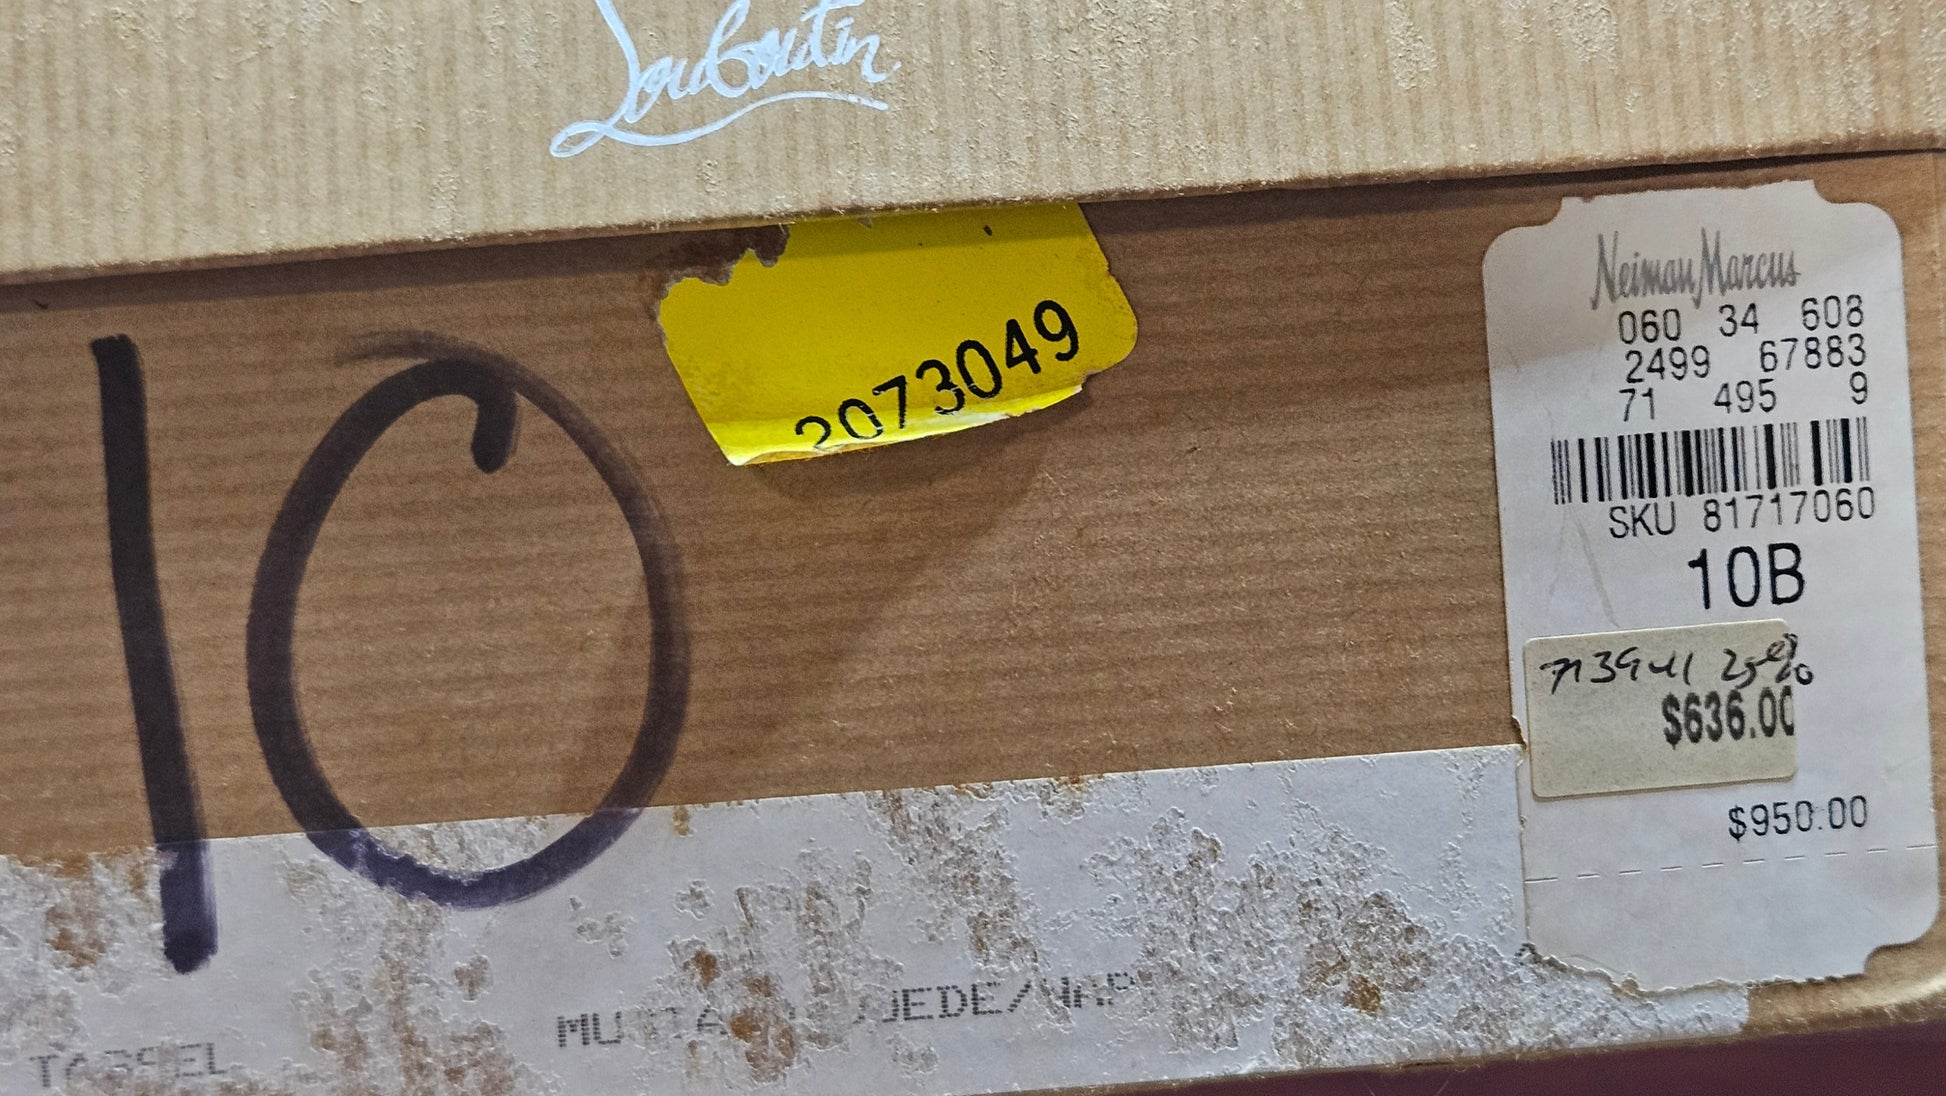 Louboutin
10
2073049
Neiman Marcus
060 34 608
2499 67883
71 495 9
SKU 81717060
10B
$636.00
$950.00